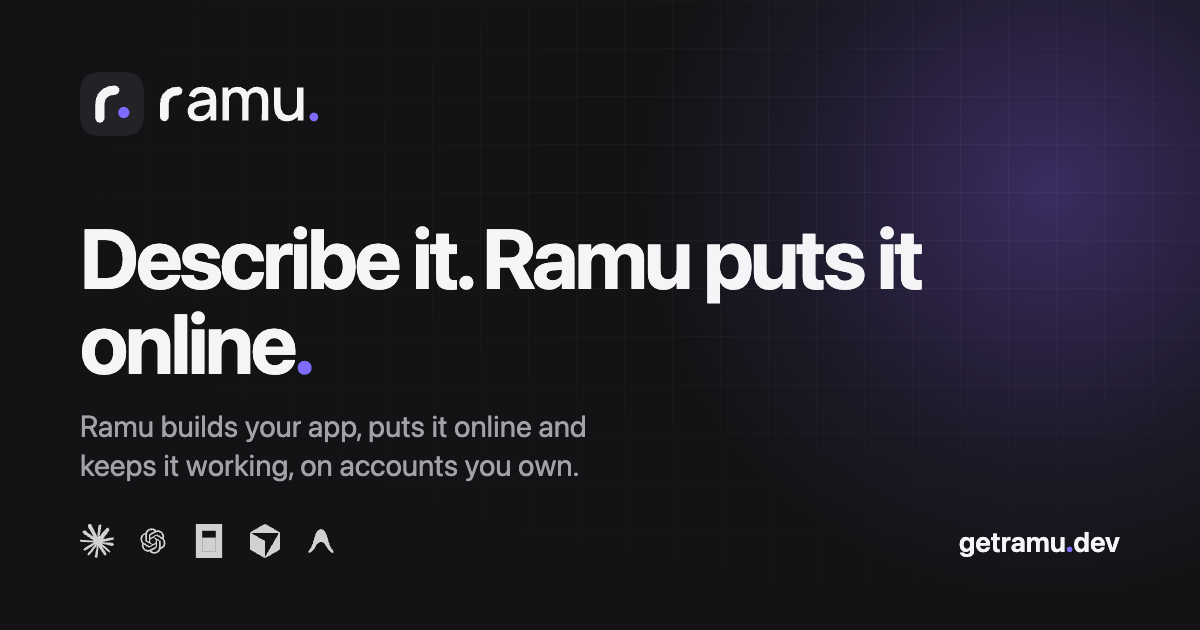 r.
ramu.
Describe it. Ramu puts it
online.
Ramu builds your app, puts it online and
keeps it working, on accounts you own.
getramu.dev